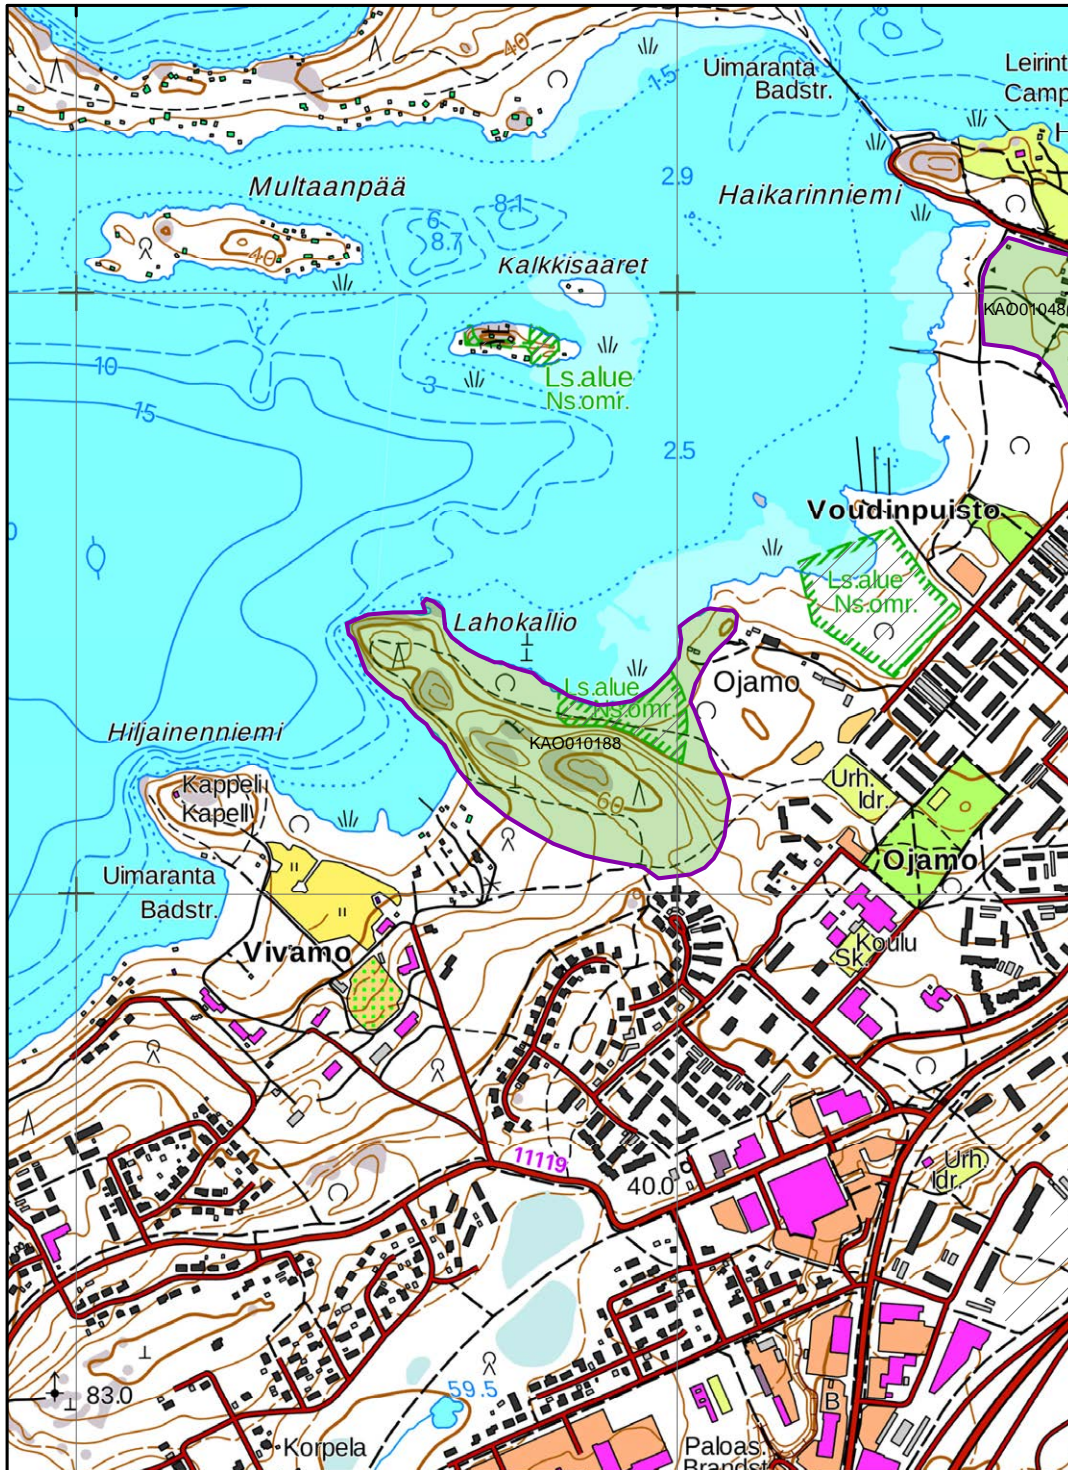 40
Uimaranta
Badstr.
1.5
Leirint
Camp
H
Multaanpää
2.9
Haikarinniemi
6
8.1
8.7
40
Kalkkisaaret
KAO01048
10
3
15
Ls.alue
Ns.omr.
2.5
Voudinpuisto
Ls.alue
Ns.omr.
Lahokallio
Ojamo
Ls.alue
Ns.omr.
Hiljainenniemi
KAO010188
Kappeli
Kapell
60
Urh.
Idr.
Ojamo
Uimaranta
Badstr.
Vivamo
Koulu
Sk.
11119
40.0
Urh.
Idr.
83.0
59.5
B
Korpela
Paloas.
Brandst.